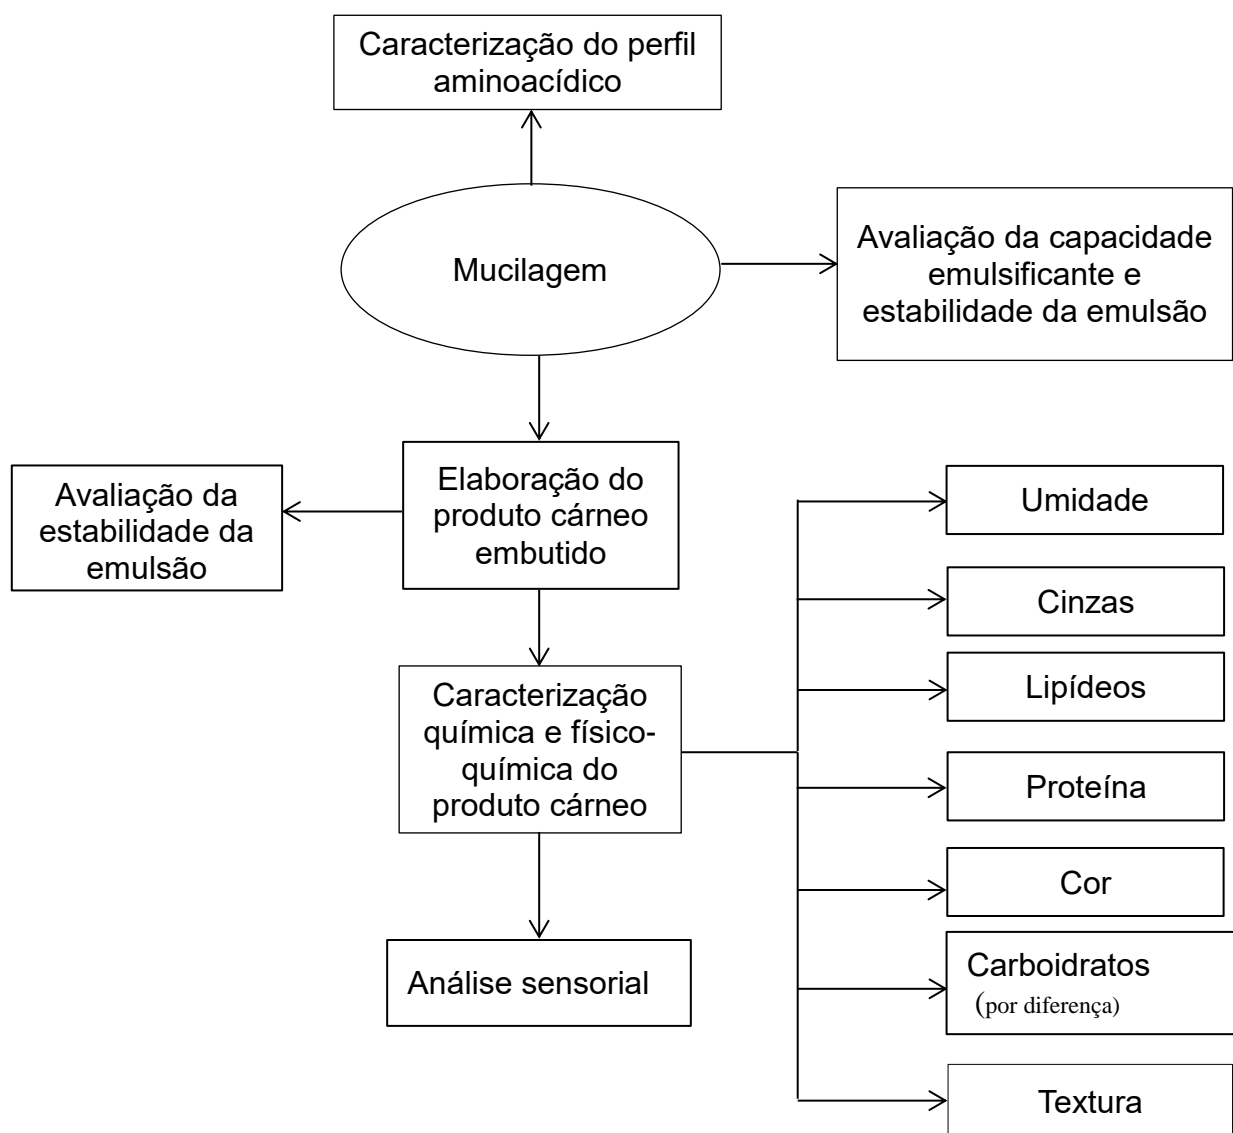 Caracterização do perfil
aminoacídico
Mucilagem
Avaliação da capacidade
emulsificante e
estabilidade da emulsão
Avaliação da
estabilidade da
emulsão
Elaboração do
produto cárneo
embutido
Caracterização
química e físico-
química do
produto cárneo
Análise sensorial
Umidade
Cinzas
Lipídeos
Proteína
Cor
Carboidratos
(por diferença)
Textura